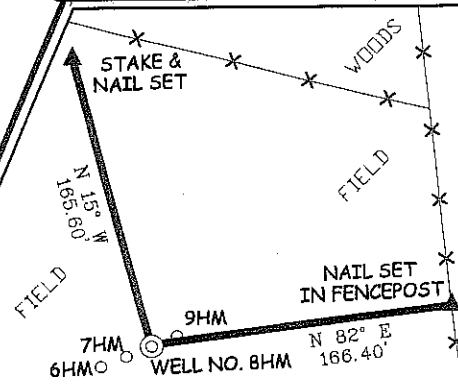 WOODS
STAKE &
NAIL SET
FIELD
N 15° W
165.60'
FIELD
NAIL SET
IN FENCEPOST
9HM
7HM
6HM
WELL NO. 8HM
N 82° E
166.40'